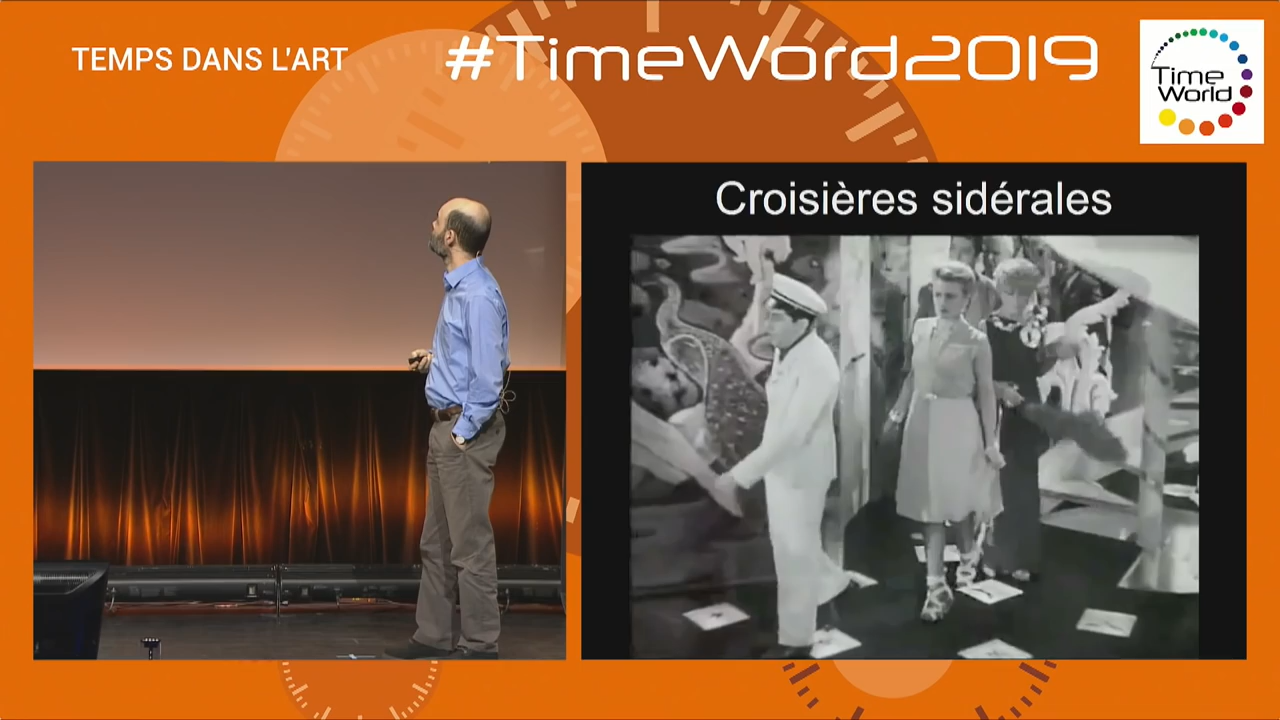 TEMPS DANS L'ART
#TimeWord2019
Time
World
Croisières sidérales